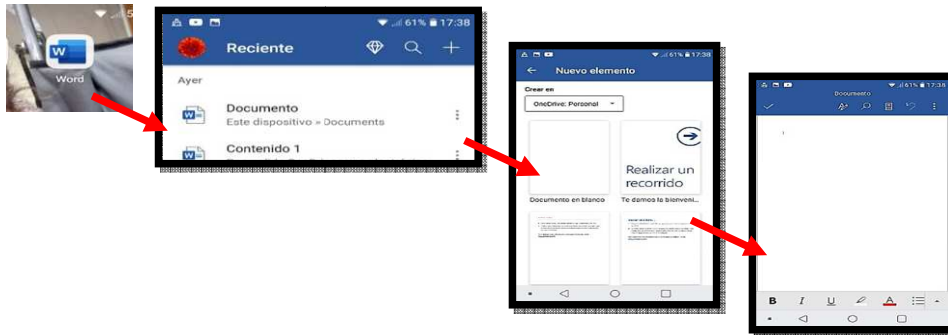 Word
61% 17:38
Reciente
Ayer
Documento
Este dispositivo » Documents
Contenido 1
61% 17:38
Nuevo elemento
Crear en
OneDrive: Personal
Realizar un
recorrido
Documento en blanco
Te damos la bienveni...
61% 17:38
Documento
B I U A